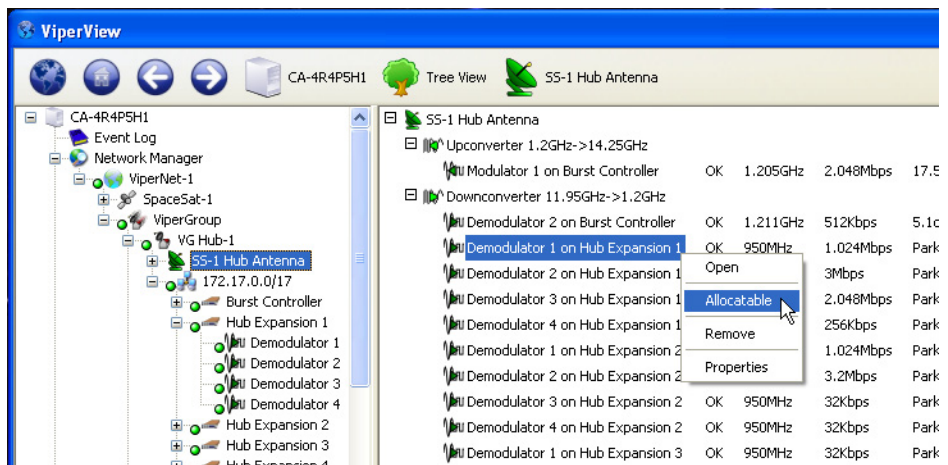 ViperView
CA-4R4P5H1 Tree View SS-1 Hub Antenna
CA-4R4P5H1
Event Log
Network Manager
ViperNet-1
SpaceSat-1
ViperGroup
VG Hub-1
SS-1 Hub Antenna
172.17.0.0/17
Burst Controller
Hub Expansion 1
Demodulator 1
Demodulator 2
Demodulator 3
Demodulator 4
Hub Expansion 2
Hub Expansion 3
Hub Expansion 4
SS-1 Hub Antenna
Upconverter 1.2GHz->14.25GHz
Modulator 1 on Burst Controller OK 1.205GHz 2.048Mbps 17.5
Downconverter 11.95GHz->1.2GHz
Demodulator 2 on Burst Controller OK 1.211GHz 512Kbps 5.1
Demodulator 1 on Hub Expansion 1 OK 950MHz 1.024Mbps Park
Demodulator 2 on Hub Expansion 1 3Mbps Park
Demodulator 3 on Hub Expansion 1 2.048Mbps Park
Demodulator 4 on Hub Expansion 1 256Kbps Park
Demodulator 1 on Hub Expansion 2 1.024Mbps Park
Demodulator 2 on Hub Expansion 2 3.2Mbps Park
Demodulator 3 on Hub Expansion 2 OK 950MHz 32Kbps Park
Demodulator 4 on Hub Expansion 2 OK 950MHz 32Kbps Park
Demodulator 1 on Hub Expansion 3 OK 950MHz 32Kbps Park
Open
Allocatable
Remove
Properties